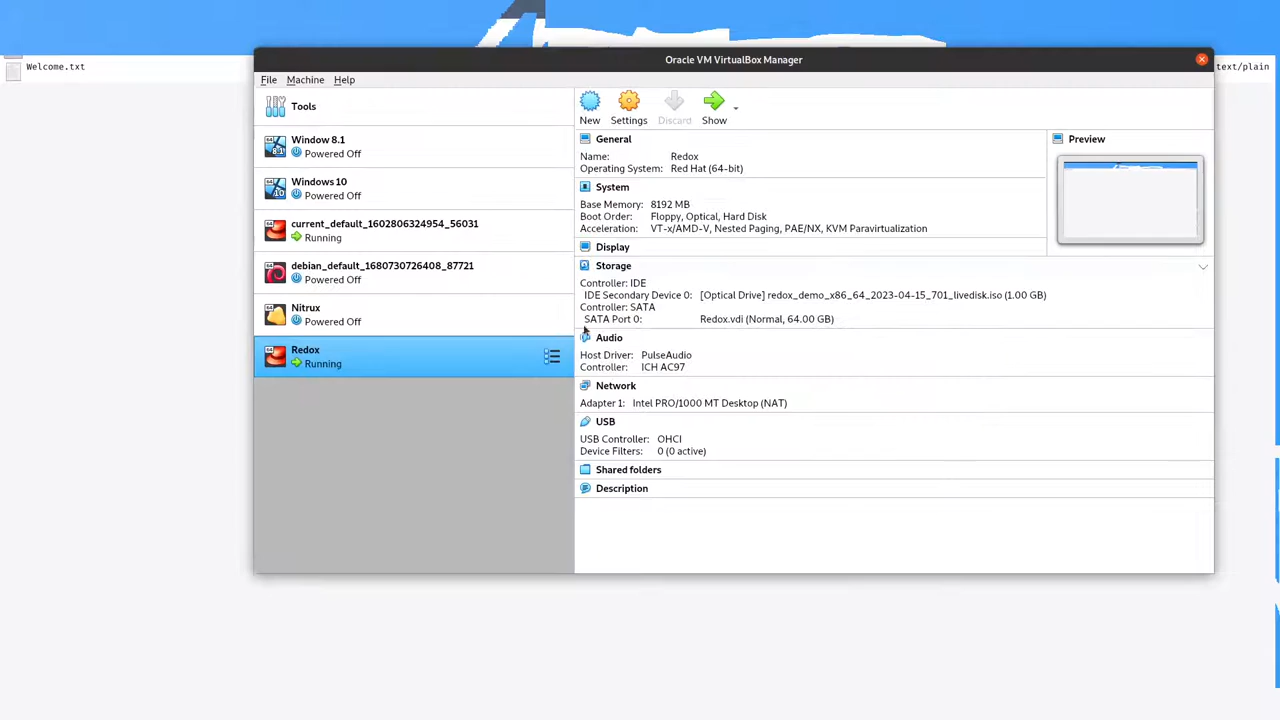 Welcome.txt
text/plain
Oracle VM VirtualBox Manager
File Machine Help
Tools
Window 8.1
Powered Off
Windows 10
Powered Off
current_default_1602806324954_56031
Running
debian_default_1680730726408_87721
Powered Off
Nitrux
Powered Off
Redox
Running
New Settings Discard Show
General
Name: Redox
Operating System: Red Hat (64-bit)
System
Base Memory: 8192 MB
Boot Order: Floppy, Optical, Hard Disk
Acceleration: VT-x/AMD-V, Nested Paging, PAE/NX, KVM Paravirtualization
Display
Storage
Controller: IDE
IDE Secondary Device 0: [Optical Drive] redox_demo_x86_64_2023-04-15_701_livedisk.iso (1.00 GB)
Controller: SATA
SATA Port 0: Redox.vdi (Normal, 64.00 GB)
Audio
Host Driver: PulseAudio
Controller: ICH AC97
Network
Adapter 1: Intel PRO/1000 MT Desktop (NAT)
USB
USB Controller: OHCI
Device Filters: 0 (0 active)
Shared folders
Description
Preview